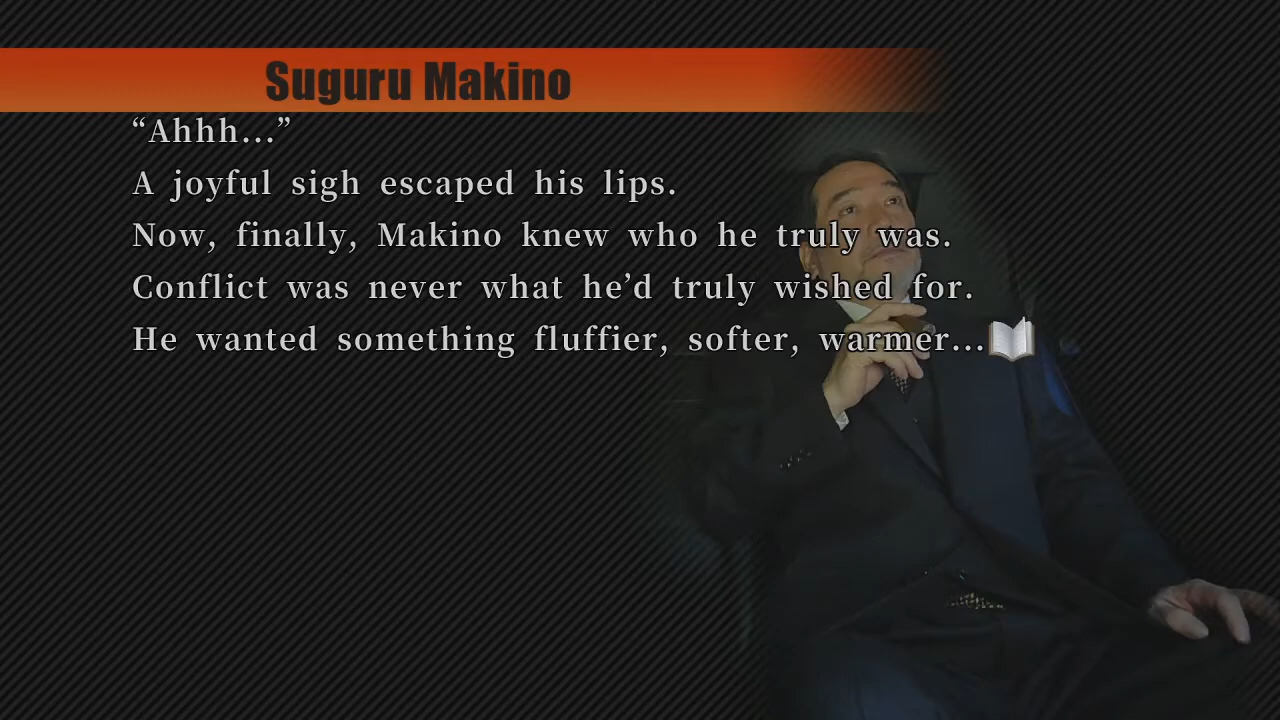 Suguru Makino
“Ahhh...”
A joyful sigh escaped his lips.
Now, finally, Makino knew who he truly was.
Conflict was never what he’d truly wished for.
He wanted something fluffier, softer, warmer...